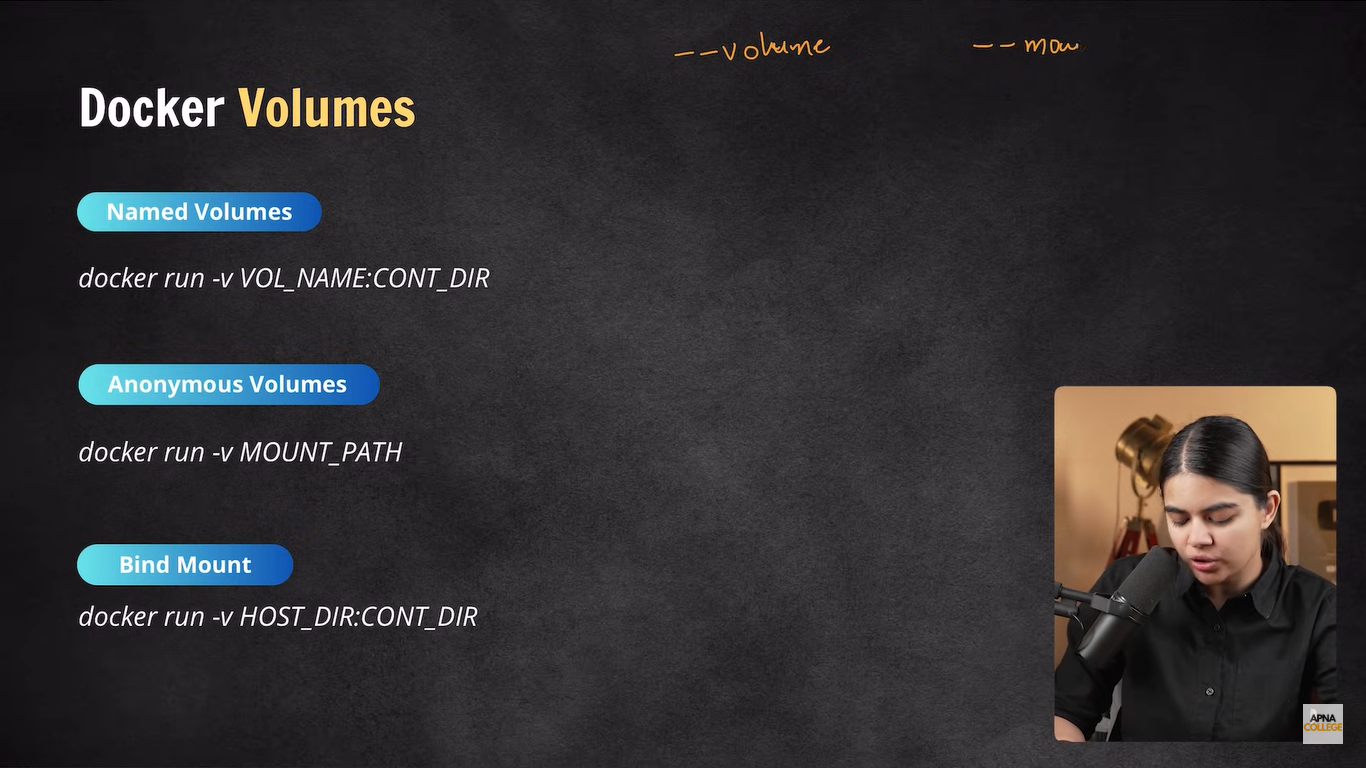 --volume --mou
Docker Volumes
Named Volumes
docker run -v VOL_NAME:CONT_DIR
Anonymous Volumes
docker run -v MOUNT_PATH
Bind Mount
docker run -v HOST_DIR:CONT_DIR
APNA
COLLEGE